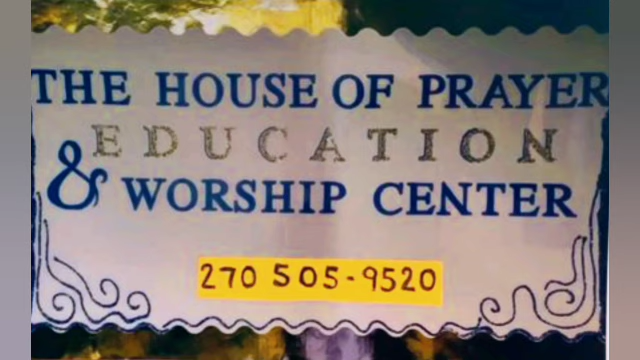 THE HOUSE OF PRAYER
EDUCATION
& WORSHIP CENTER
270 505-9520